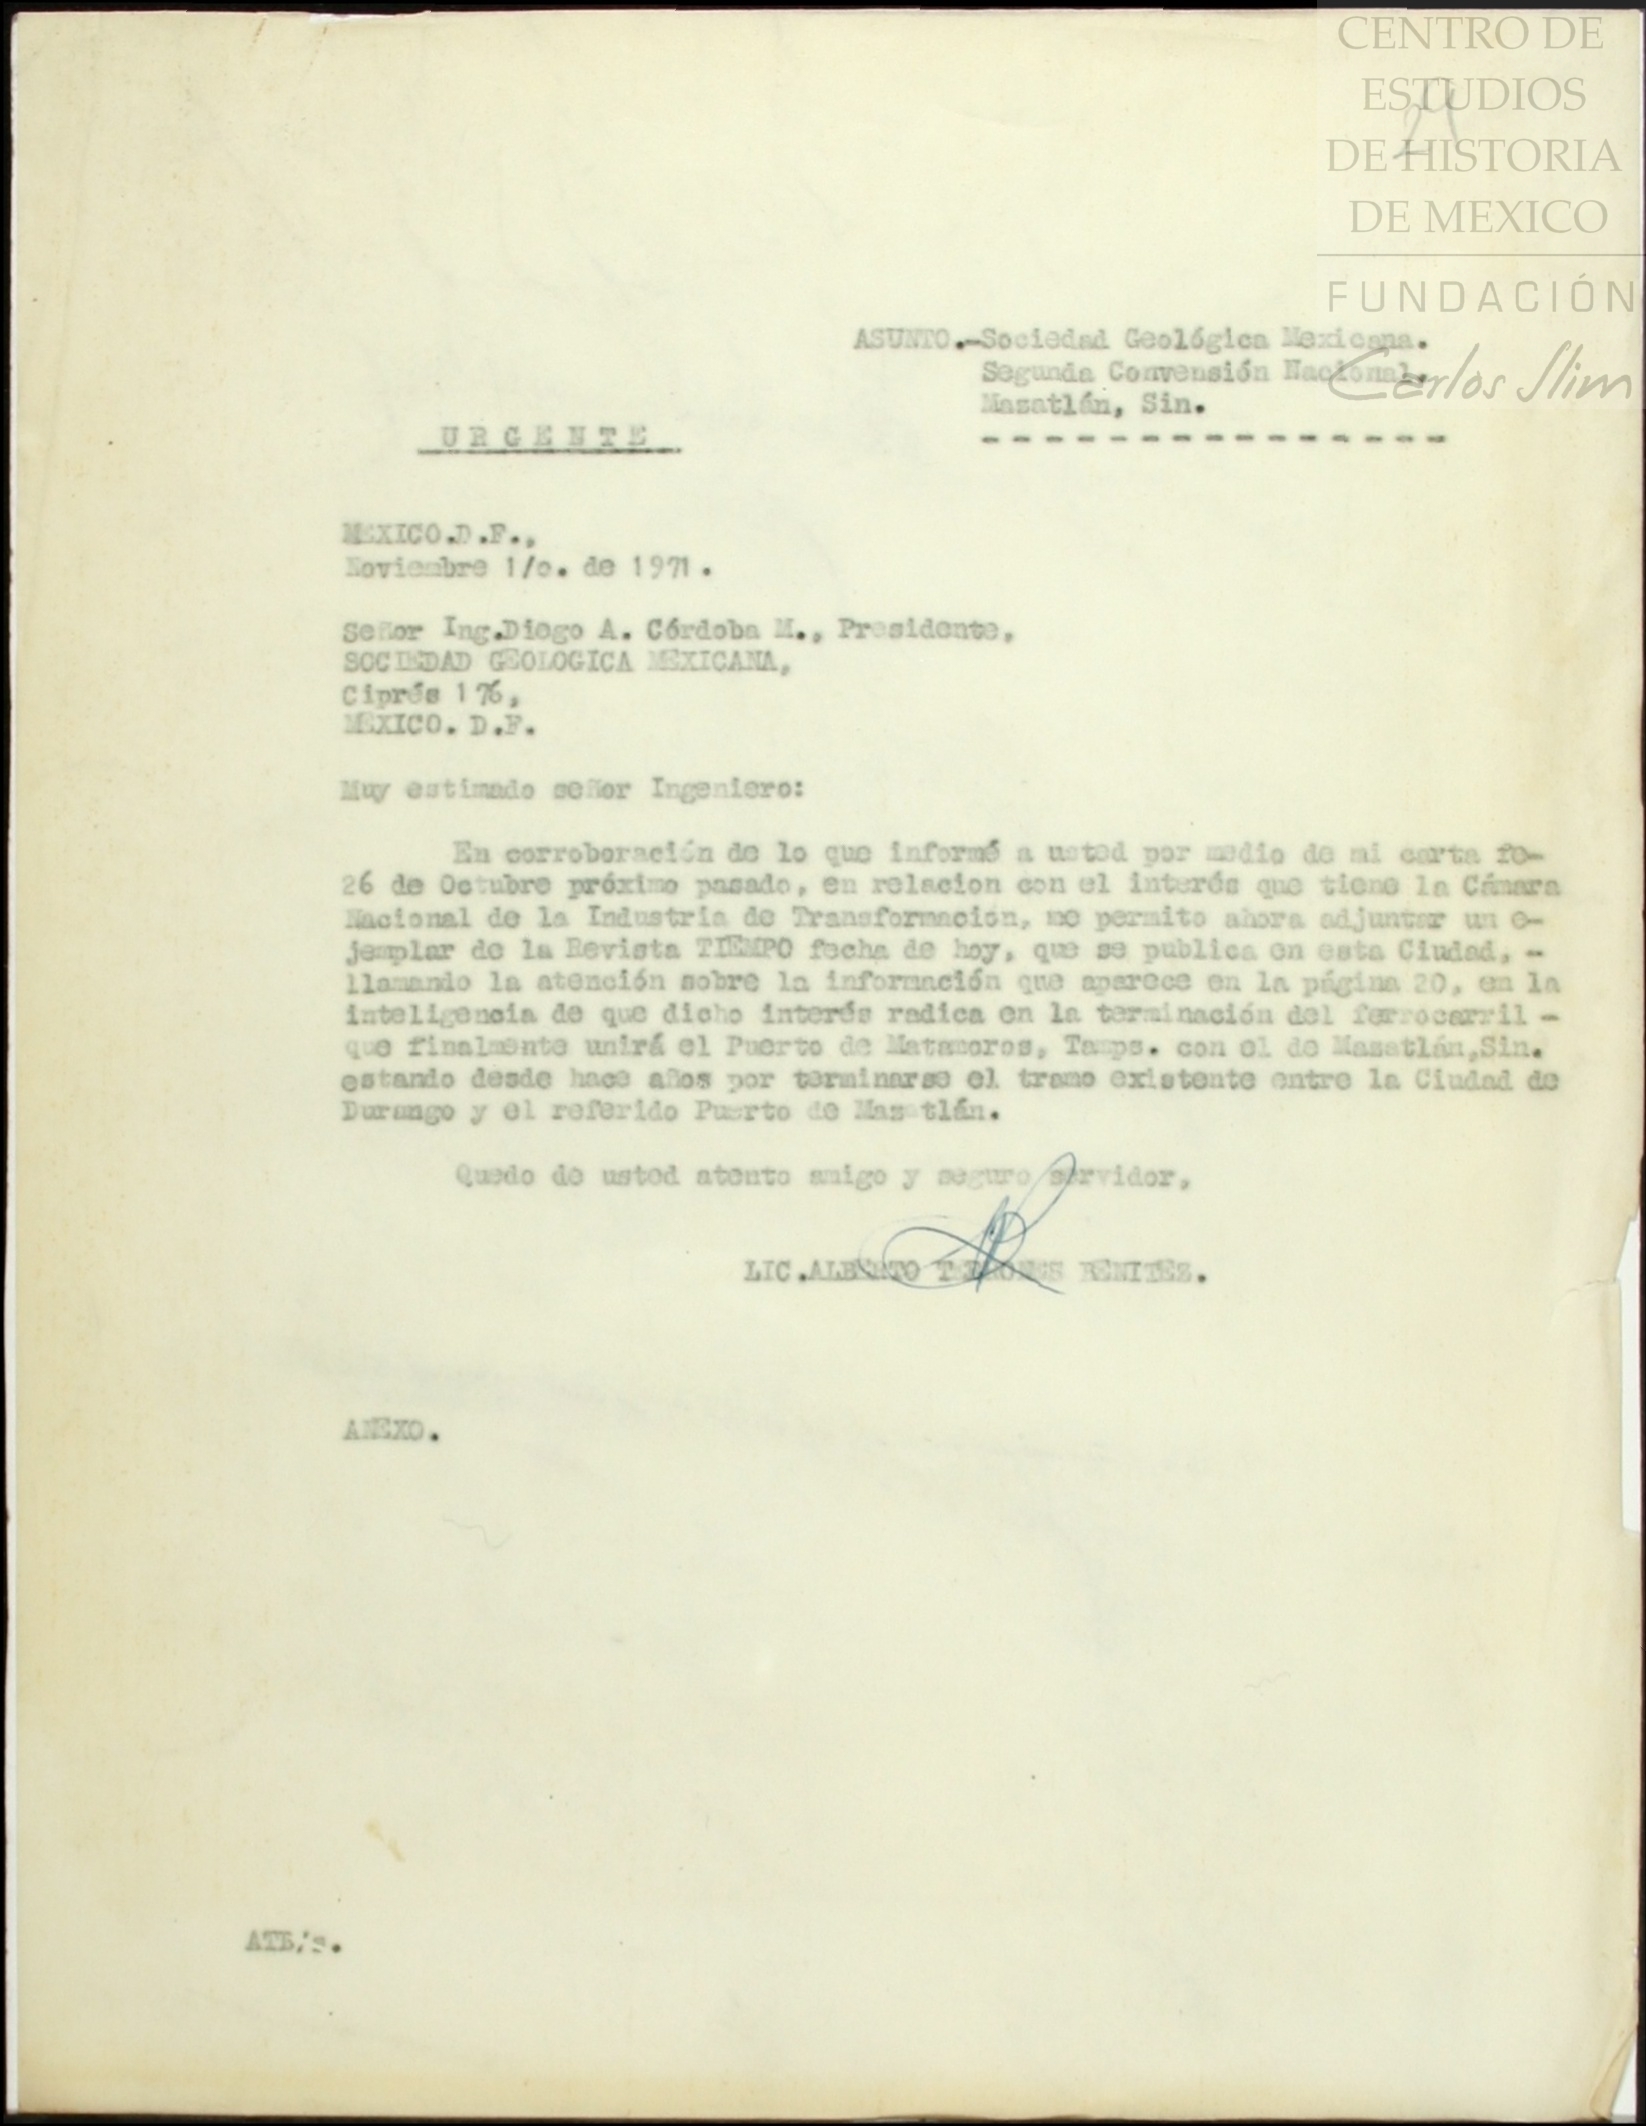 CENTRO DE
ESTUDIOS
DE HISTORIA
DE MEXICO
FUNDACIÓN
Carlos Slim
29
ASUNTO.-Sociedad Geológica Mexicana.
Segunda Convensión Nacional.
Mazatlán, Sin.
- - - - - - - - - - - - - - -
U R G E N T E
MEXICO.D.F.,
Noviembre 1/o. de 1971.
Señor Ing.Diego A. Córdoba M., Presidente,
SOCIEDAD GEOLOGICA MEXICANA,
Ciprés 176,
MEXICO. D.F.
Muy estimado señor Ingeniero:
En corroboración de lo que informé a usted por medio de mi carta fe-
26 de Octubre próximo pasado, en relacion con el interés que tiene la Cámara
Nacional de la Industria de Transformación, me permito ahora adjuntar un e-
jemplar de la Revista TIEMPO fecha de hoy, que se publica en esta Ciudad, -
llamando la atención sobre la información que aparece en la página 20, en la
inteligencia de que dicho interés radica en la terminación del ferrocarril -
que finalmente unirá el Puerto de Matamoros, Tamps. con el de Mazatlán,Sin.
estando desde hace años por terminarse el tramo existente entre la Ciudad de
Durango y el referido Puerto de Mazatlán.
Quedo de usted atento amigo y seguro servidor,
LIC.ALBERTO TERRONES BENITEZ.
ANEXO.
ATB/s.